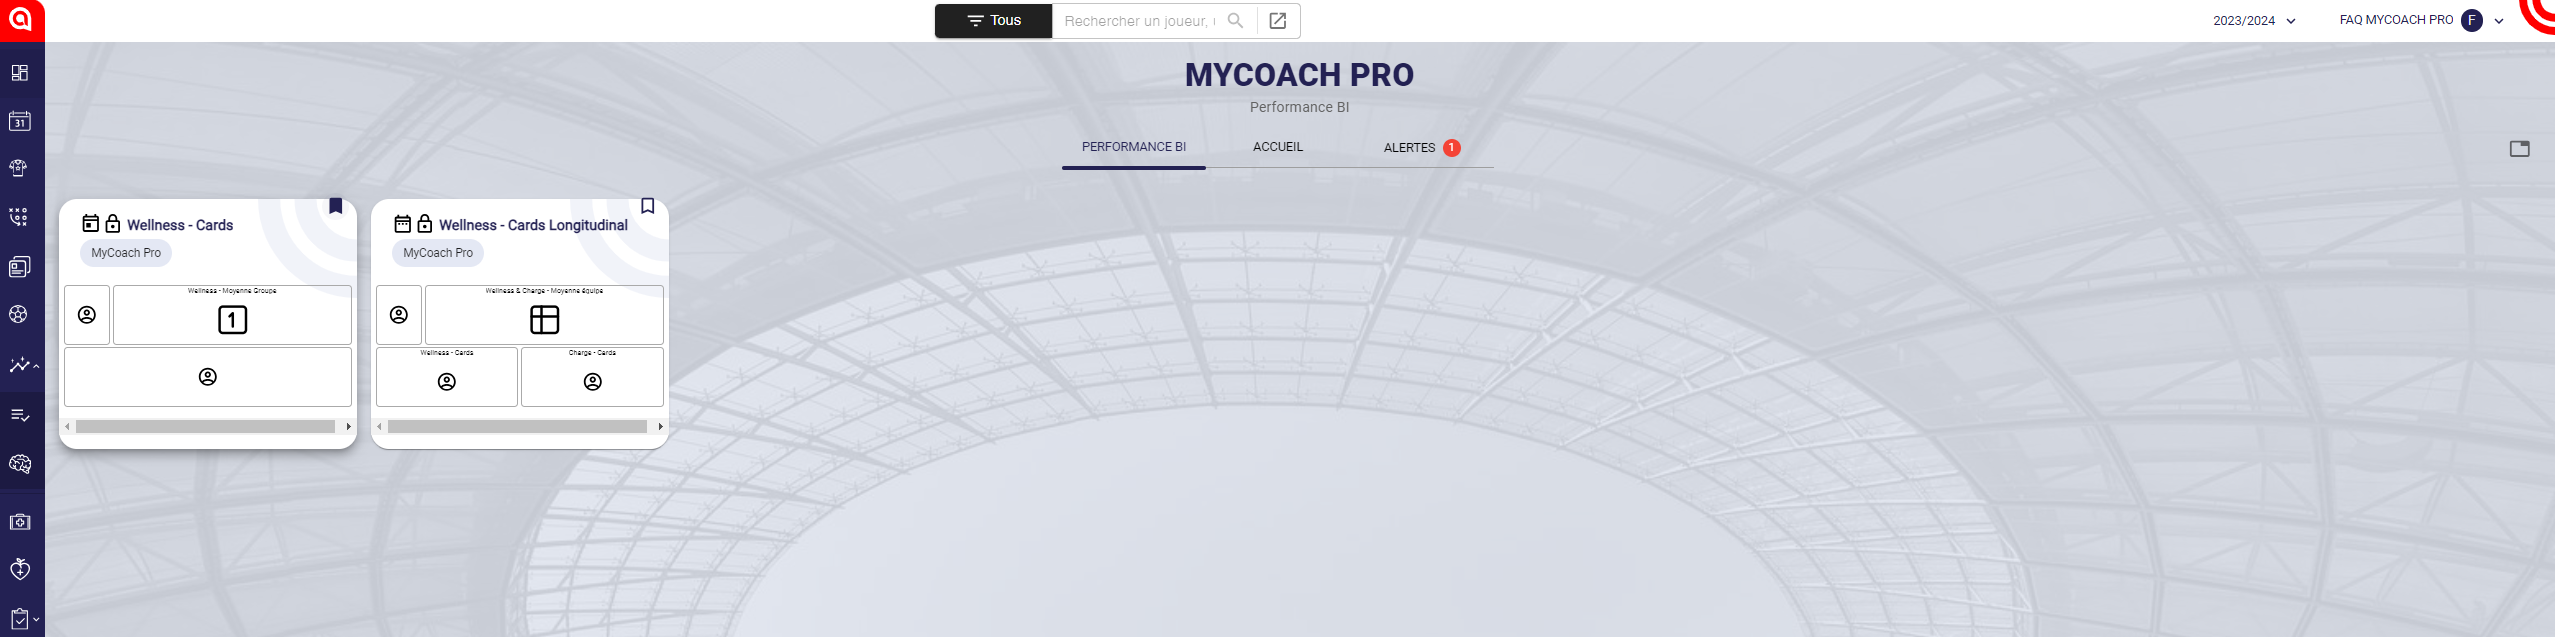 Tous
Rechercher un joueur,
2023/2024
FAQ MYCOACH PRO F
MYCOACH PRO
Performance BI
PERFORMANCE BI
ACCUEIL
ALERTES 1
31
Wellness - Cards
MyCoach Pro
Wellness - Moyenne Groupe
1
Wellness - Cards Longitudinal
MyCoach Pro
Wellness & Charge - Moyenne équipe
Wellness - Cards
Charge - Cards